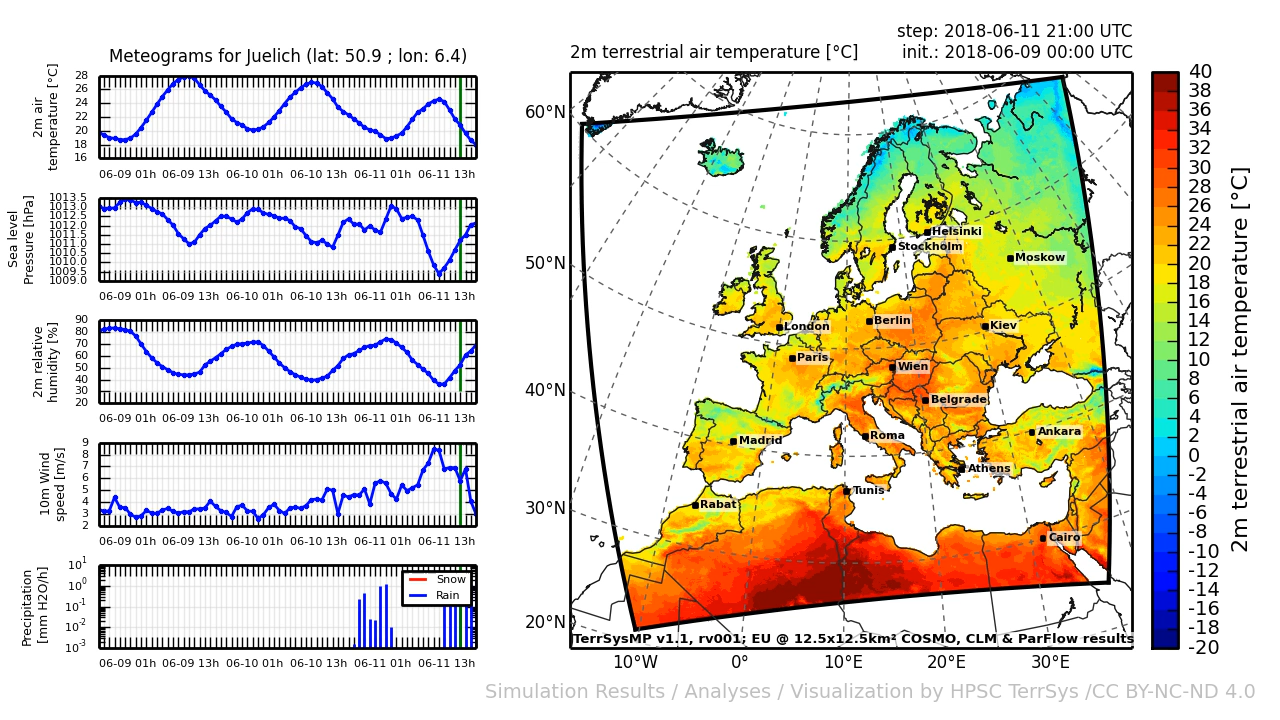 step: 2018-06-11 21:00 UTC
Meteograms for Juelich (lat: 50.9 ; lon: 6.4)
2m terrestrial air temperature [°C]
init.: 2018-06-09 00:00 UTC
2m air
temperature [°C]
28
26
24
22
20
18
16
06-09 01h 06-09 13h 06-10 01h 06-10 13h 06-11 01h 06-11 13h
Sea level
Pressure [hPa]
1013.5
1013.0
1012.5
1012.0
1011.5
1011.0
1010.5
1010.0
1009.5
1009.0
06-09 01h 06-09 13h 06-10 01h 06-10 13h 06-11 01h 06-11 13h
2m relative
humidity [%]
90
80
70
60
50
40
30
20
06-09 01h 06-09 13h 06-10 01h 06-10 13h 06-11 01h 06-11 13h
10m Wind
speed [m/s]
9
8
7
6
5
4
3
2
06-09 01h 06-09 13h 06-10 01h 06-10 13h 06-11 01h 06-11 13h
Precipitation
[mm H2O/h]
10¹
10⁰
10⁻¹
10⁻²
10⁻³
Snow
Rain
06-09 01h 06-09 13h 06-10 01h 06-10 13h 06-11 01h 06-11 13h
60°N
50°N
40°N
30°N
20°N
Helsinki
Stockholm
Moskow
London
Berlin
Kiev
Paris
Wien
Belgrade
Madrid
Roma
Ankara
Athens
Tunis
Rabat
Cairo
TerrSysMP v1.1, rv001; EU @ 12.5x12.5km² COSMO, CLM & ParFlow results
10°W 0° 10°E 20°E 30°E
40
38
36
34
32
30
28
26
24
22
20
18
16
14
12
10
8
6
4
2
0
-2
-4
-6
-8
-10
-12
-14
-16
-18
-20
2m terrestrial air temperature [°C]
Simulation Results / Analyses / Visualization by HPSC TerrSys /CC BY-NC-ND 4.0